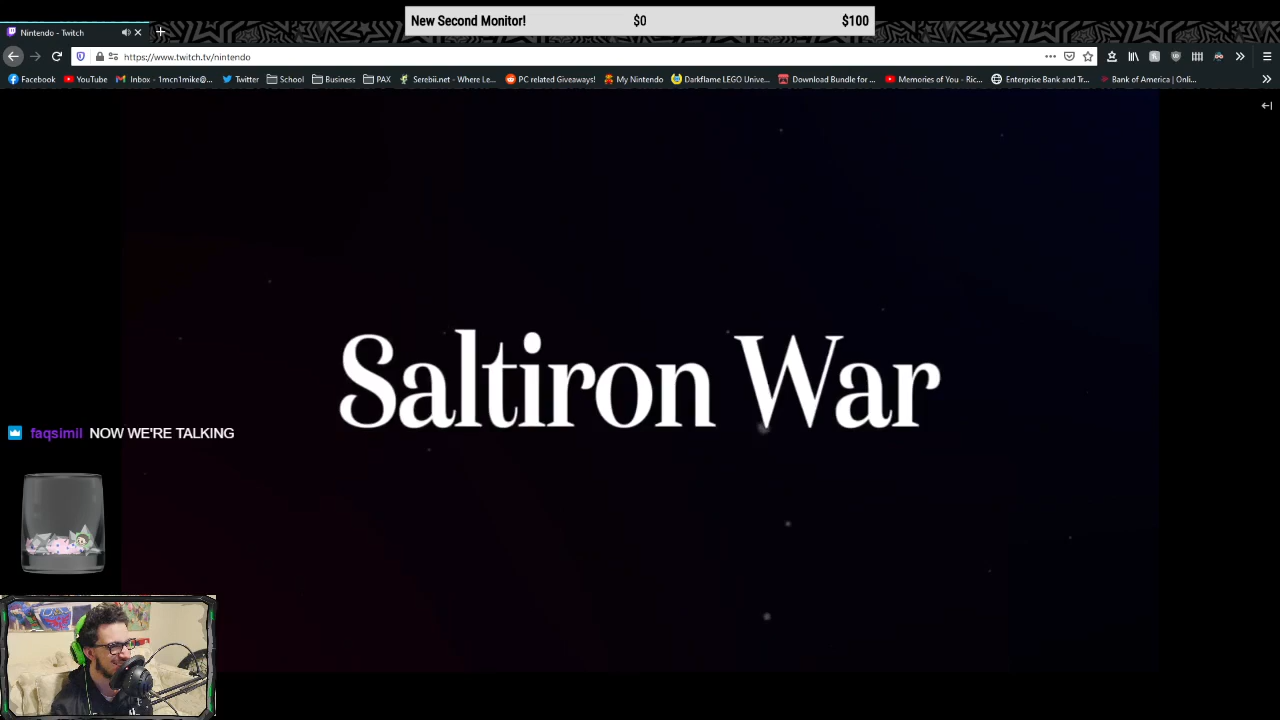 New Second Monitor! $0 $100
Nintendo - Twitch
https://www.twitch.tv/nintendo
Facebook YouTube Inbox - 1mcn1mike@... Twitter School Business PAX Serebii.net - Where Le... PC related Giveaways! My Nintendo Darkflame LEGO Unive... Download Bundle for ... Memories of You - Ric... Enterprise Bank and Tr... Bank of America | Onli...
Saltiron War
faqsimil NOW WE'RE TALKING